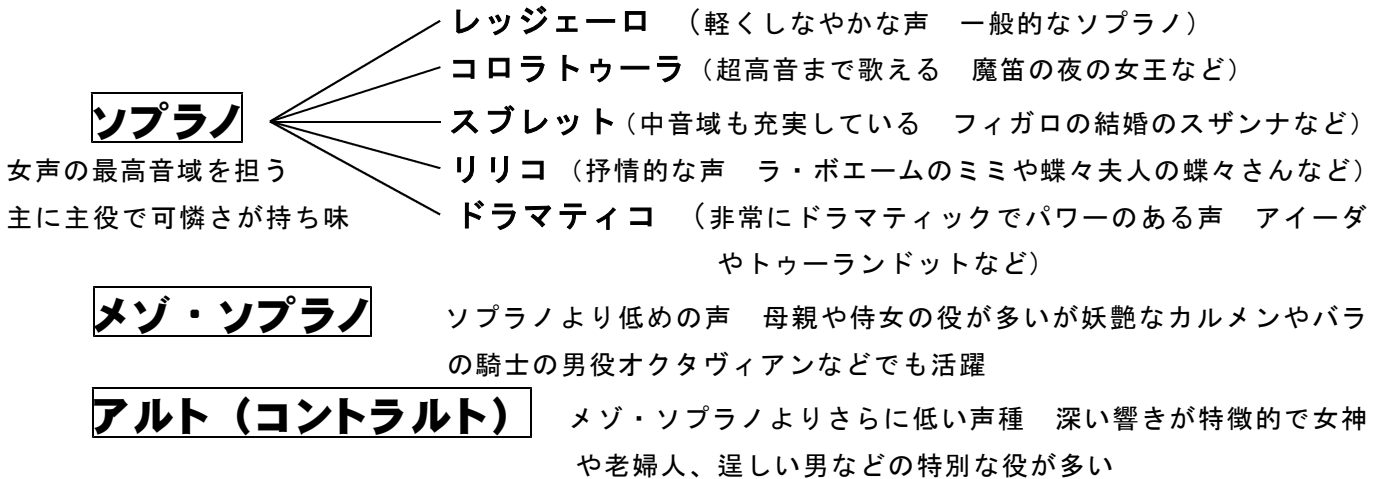 レッジェーロ （軽くしなやかな声　一般的なソプラノ）
コロラトゥーラ（超高音まで歌える　魔笛の夜の女王など）
ソプラノ
スブレット（中音域も充実している　フィガロの結婚のスザンナなど）
女声の最高音域を担う
リリコ （抒情的な声　ラ・ボエームのミミや蝶々夫人の蝶々さんなど）
主に主役で可憐さが持ち味
ドラマティコ （非常にドラマティックでパワーのある声　アイーダ
やトゥーランドットなど）
メゾ・ソプラノ ソプラノより低めの声　母親や侍女の役が多いが妖艶なカルメンやバラ
の騎士の男役オクタヴィアンなどでも活躍
アルト（コントラルト） メゾ・ソプラノよりさらに低い声種　深い響きが特徴的で女神
や老婦人、逞しい男などの特別な役が多い